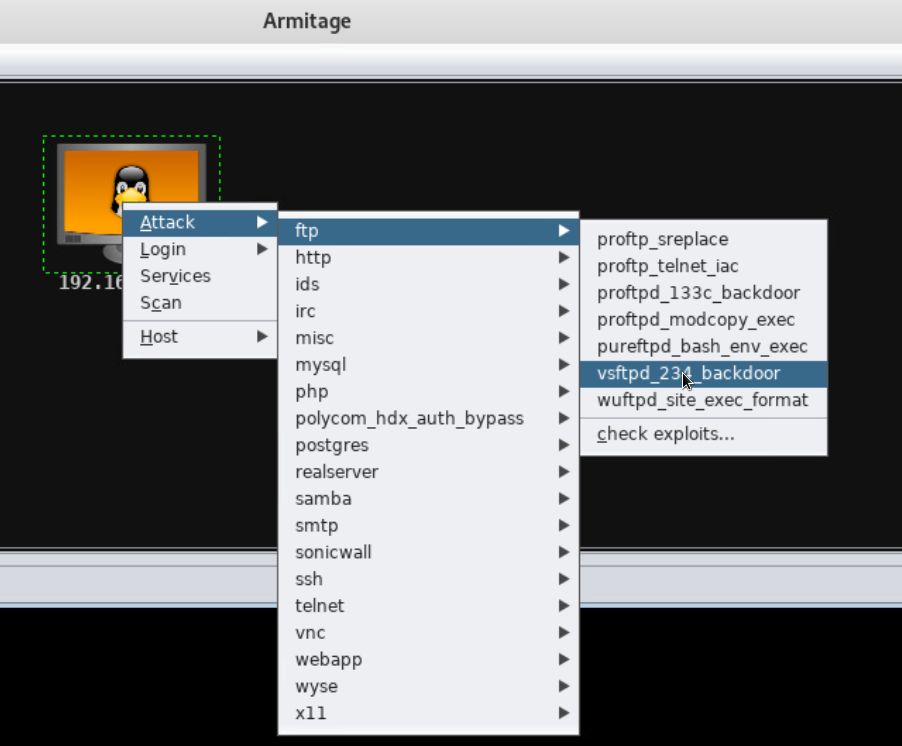 Armitage
192.16
Attack
Login
Services
Scan
Host
ftp
http
ids
irc
misc
mysql
php
polycom_hdx_auth_bypass
postgres
realserver
samba
smtp
sonicwall
ssh
telnet
vnc
webapp
wyse
x11
proftp_sreplace
proftp_telnet_iac
proftpd_133c_backdoor
proftpd_modcopy_exec
pureftpd_bash_env_exec
vsftpd_234_backdoor
wuftpd_site_exec_format
check exploits...